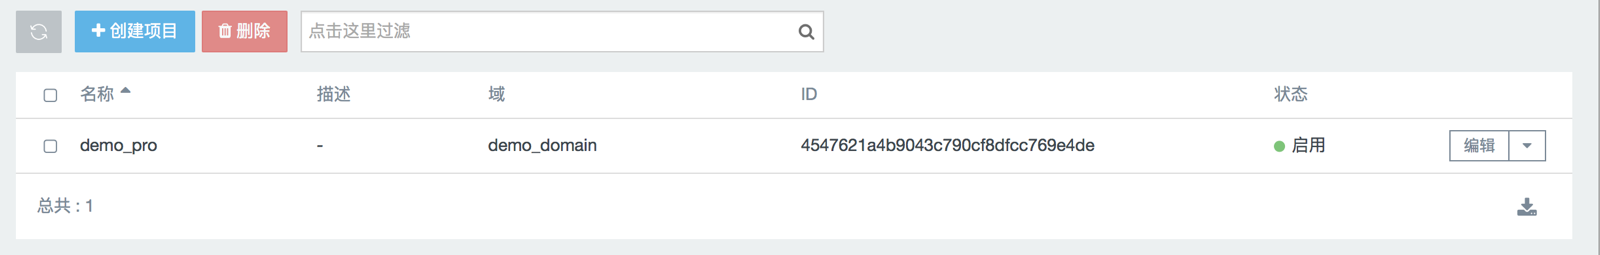 创建项目 删除 点击这里过滤
名称 描述 域 ID 状态
demo_pro - demo_domain 4547621a4b9043c790cf8dfcc769e4de 启用 编辑
总共 : 1